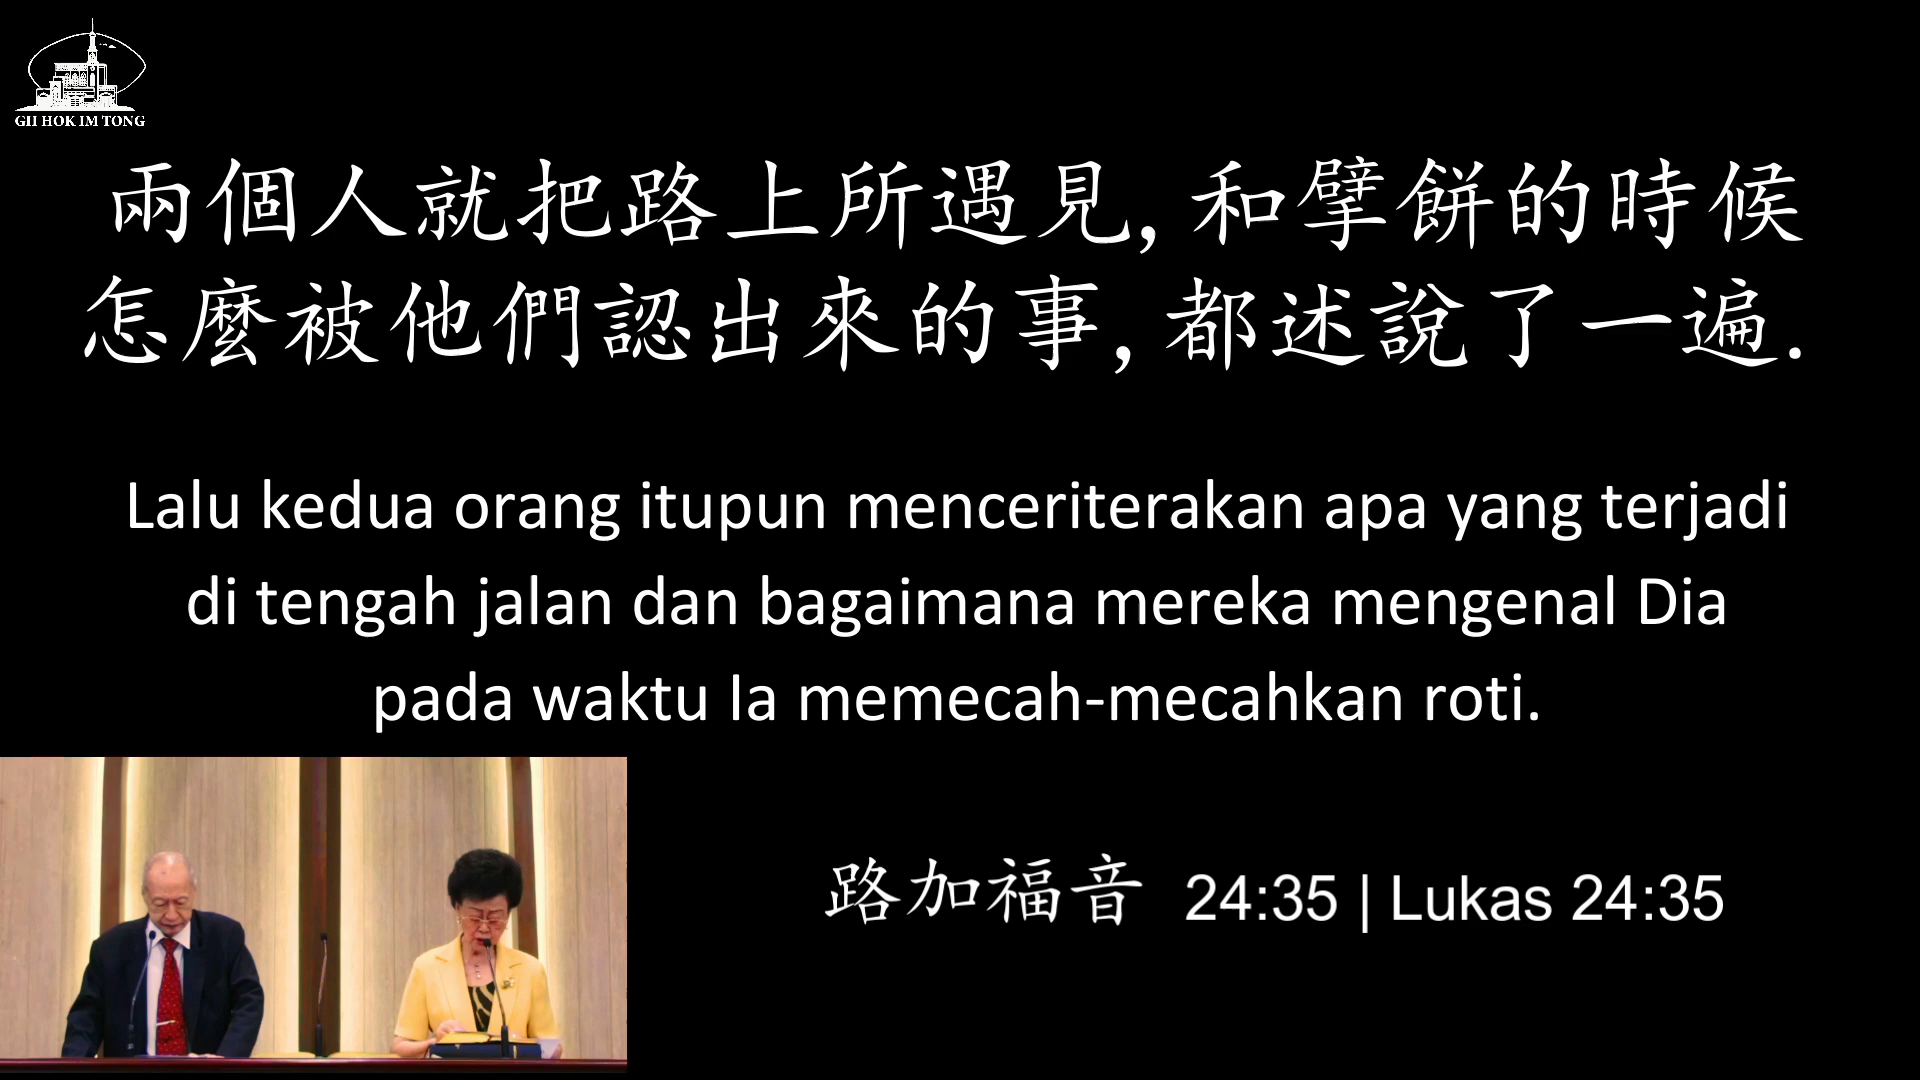 GII HOK IM TONG
兩個人就把路上所遇見, 和擘餅的時候
怎麼被他們認出來的事, 都述說了一遍.
Lalu kedua orang itupun menceriterakan apa yang terjadi
di tengah jalan dan bagaimana mereka mengenal Dia
pada waktu Ia memecah-mecahkan roti.
路加福音 24:35 | Lukas 24:35